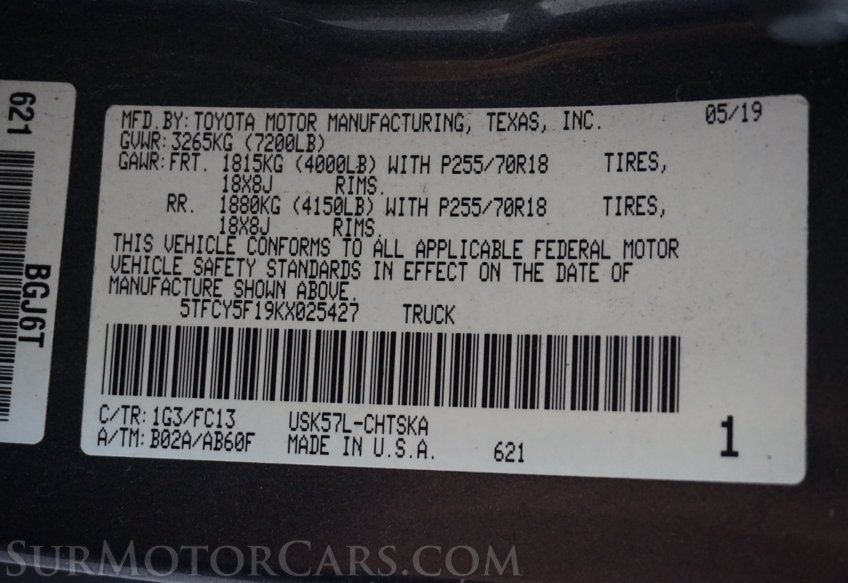 621
BGJ6T
MFD.BY:TOYOTA MOTOR MANUFACTURING, TEXAS, INC. 05/19
GVWR:3265KG (7200LB)
GAWR:FRT. 1815KG (4000LB) WITH P255/70R18 TIRES,
18X8J RIMS.
RR. 1880KG (4150LB) WITH P255/70R18 TIRES,
18X8J RIMS.
THIS VEHICLE CONFORMS TO ALL APPLICABLE FEDERAL MOTOR
VEHICLE SAFETY STANDARDS IN EFFECT ON THE DATE OF
MANUFACTURE SHOWN ABOVE.
5TFCY5F19KX025427 TRUCK
C/TR: 1G3/FC13 USK57L-CHTSKA
A/TM: B02A/AB60F MADE IN U.S.A. 621 1
SURMOTORCARS.COM